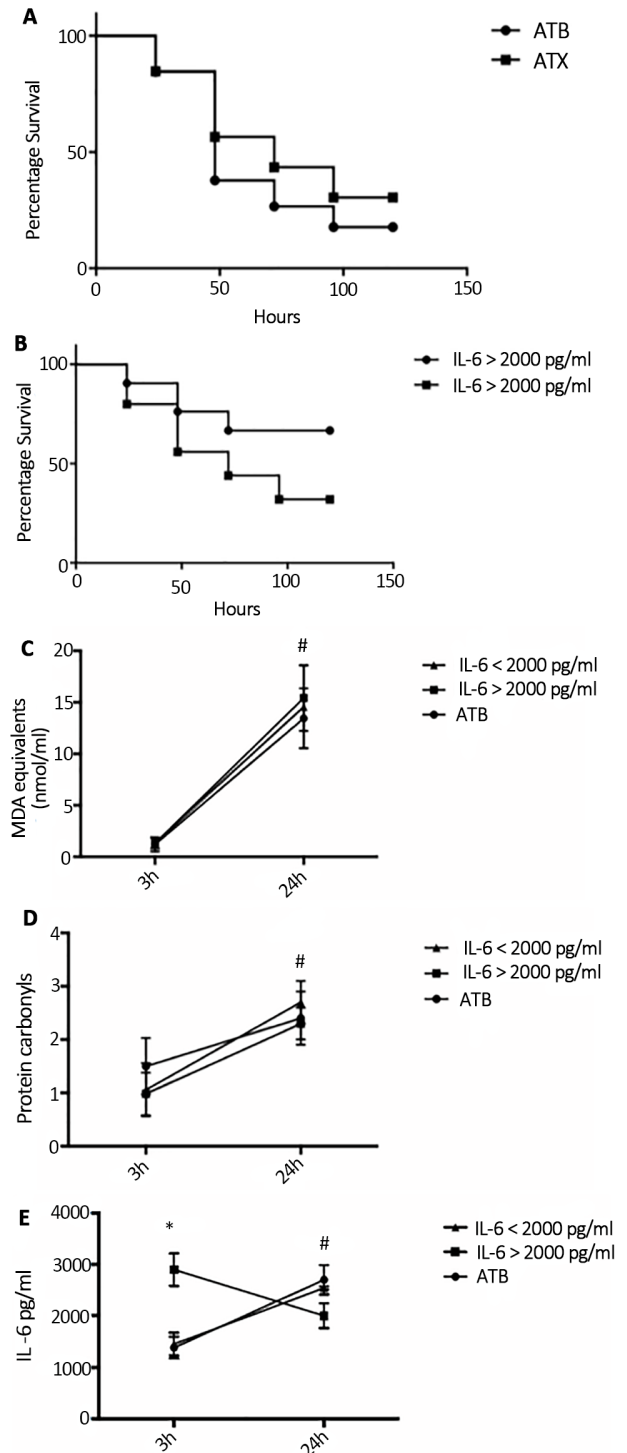 A
100
50
0
0
50
100
150
Percentage Survival
Hours
ATB
ATX
B
100
50
0
0
50
100
150
Percentage Survival
Hours
IL-6 > 2000 pg/ml
IL-6 > 2000 pg/ml
C
20
15
10
5
0
MDA equivalents
(nmol/ml)
#
3h
24h
IL-6 < 2000 pg/ml
IL-6 > 2000 pg/ml
ATB
D
4
3
2
1
0
Protein carbonyls
#
3h
24h
IL-6 < 2000 pg/ml
IL-6 > 2000 pg/ml
ATB
E
4000
3000
2000
1000
0
IL -6 pg/ml
*
#
3h
24h
IL-6 < 2000 pg/ml
IL-6 > 2000 pg/ml
ATB